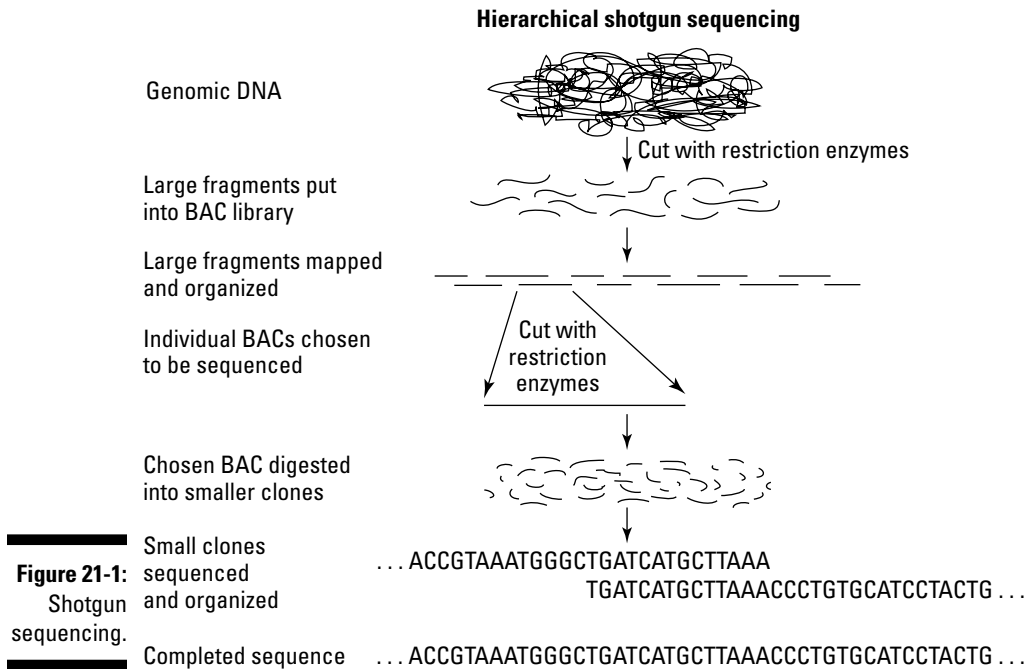 Hierarchical shotgun sequencing
Genomic DNA
Cut with restriction enzymes
Large fragments put
into BAC library
Large fragments mapped
and organized
Individual BACs chosen
to be sequenced
Cut with
restriction
enzymes
Chosen BAC digested
into smaller clones
Small clones
sequenced
and organized
...ACCGTAAATGGGCTGATCATGCTTAAA
TGATCATGCTTAAACCCTGTGCATCCTACTG...
Completed sequence
...ACCGTAAATGGGCTGATCATGCTTAAACCCTGTGCATCCTACTG...
Figure 21-1:
Shotgun
sequencing.